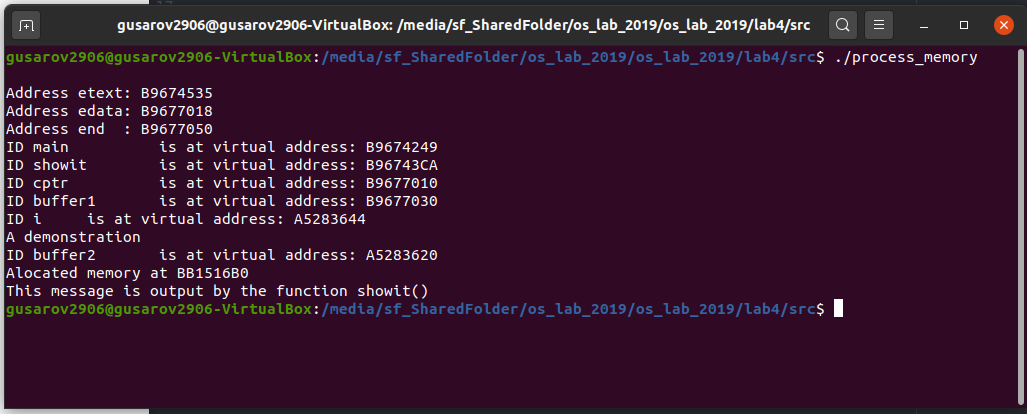 gusarov2906@gusarov2906-VirtualBox: /media/sf_SharedFolder/os_lab_2019/os_lab_2019/lab4/src
gusarov2906@gusarov2906-VirtualBox:/media/sf_SharedFolder/os_lab_2019/os_lab_2019/lab4/src$ ./process_memory
Address etext: B9674535
Address edata: B9677018
Address end  : B9677050
ID main          is at virtual address: B9674249
ID showit        is at virtual address: B96743CA
ID cptr          is at virtual address: B9677010
ID buffer1       is at virtual address: B9677030
ID i     is at virtual address: A5283644
A demonstration
ID buffer2       is at virtual address: A5283620
Alocated memory at BB1516B0
This message is output by the function showit()
gusarov2906@gusarov2906-VirtualBox:/media/sf_SharedFolder/os_lab_2019/os_lab_2019/lab4/src$